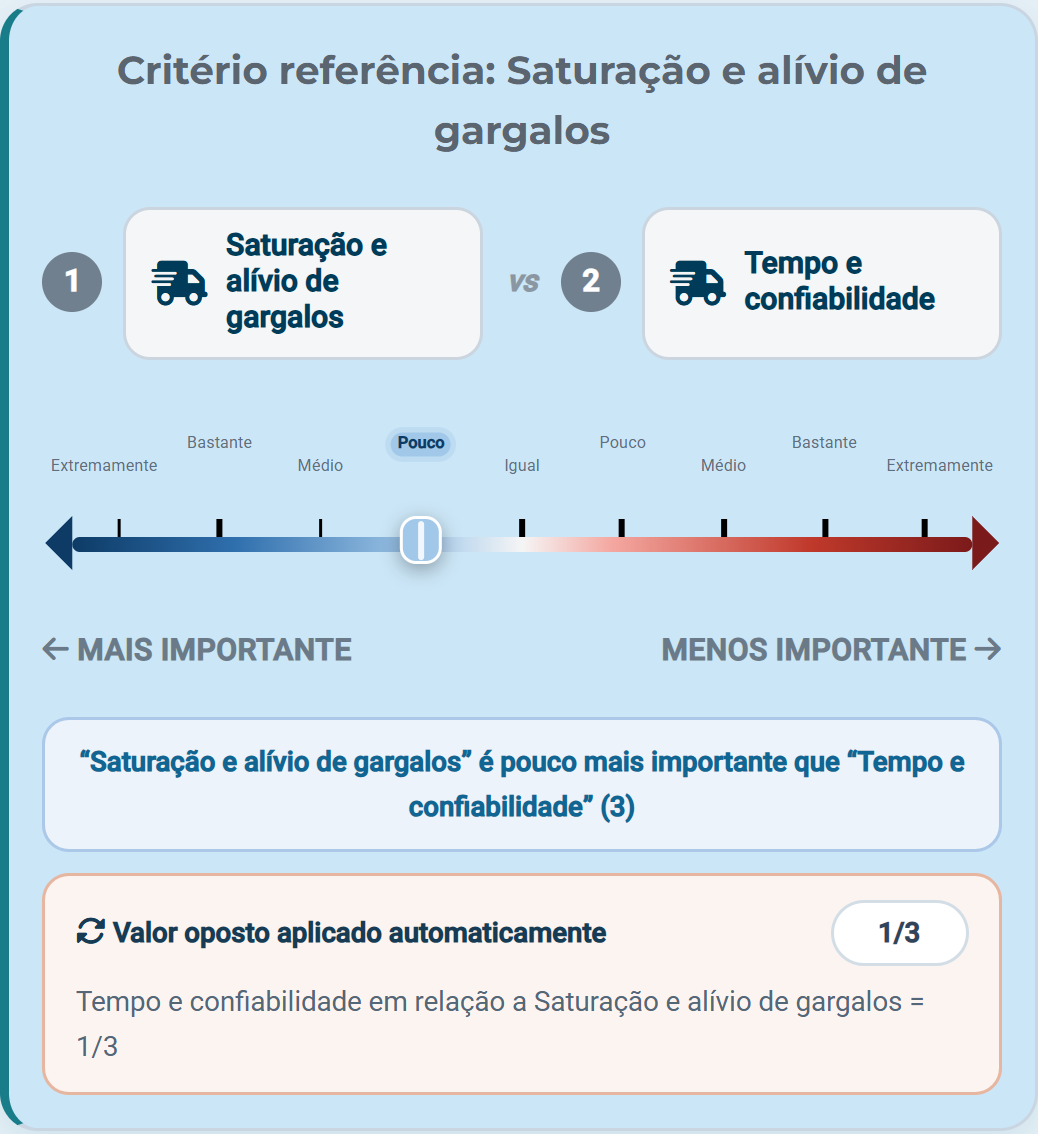 Critério referência: Saturação e alívio de
gargalos
1
Saturação e
alívio de
gargalos
vs
2
Tempo e
confiabilidade
Extremamente
Bastante
Médio
Pouco
Igual
Pouco
Médio
Bastante
Extremamente
← MAIS IMPORTANTE
MENOS IMPORTANTE →
“Saturação e alívio de gargalos” é pouco mais importante que “Tempo e
confiabilidade” (3)
Valor oposto aplicado automaticamente
1/3
Tempo e confiabilidade em relação a Saturação e alívio de gargalos =
1/3